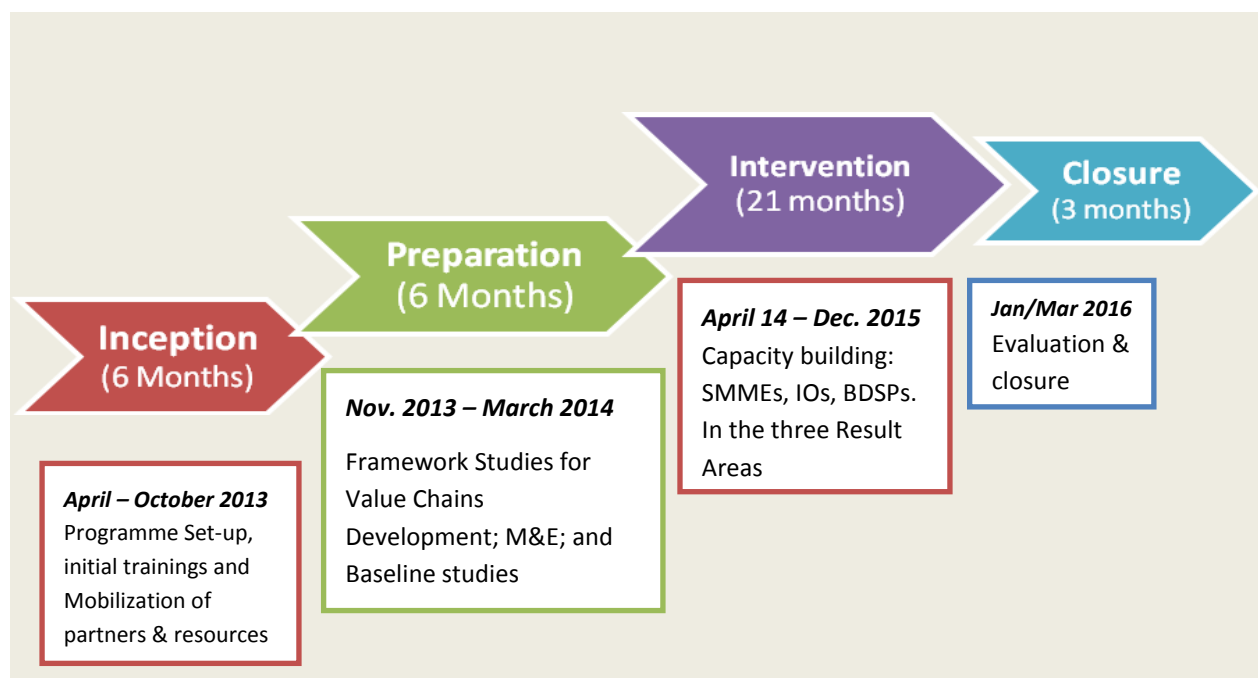 Inception
(6 Months)
April – October 2013
Programme Set-up,
initial trainings and
Mobilization of
partners & resources
Preparation
(6 Months)
Nov. 2013 – March 2014
Framework Studies for
Value Chains
Development; M&E; and
Baseline studies
Intervention
(21 months)
April 14 – Dec. 2015
Capacity building:
SMMEs, IOs, BDSPs.
In the three Result
Areas
Closure
(3 months)
Jan/Mar 2016
Evaluation &
closure